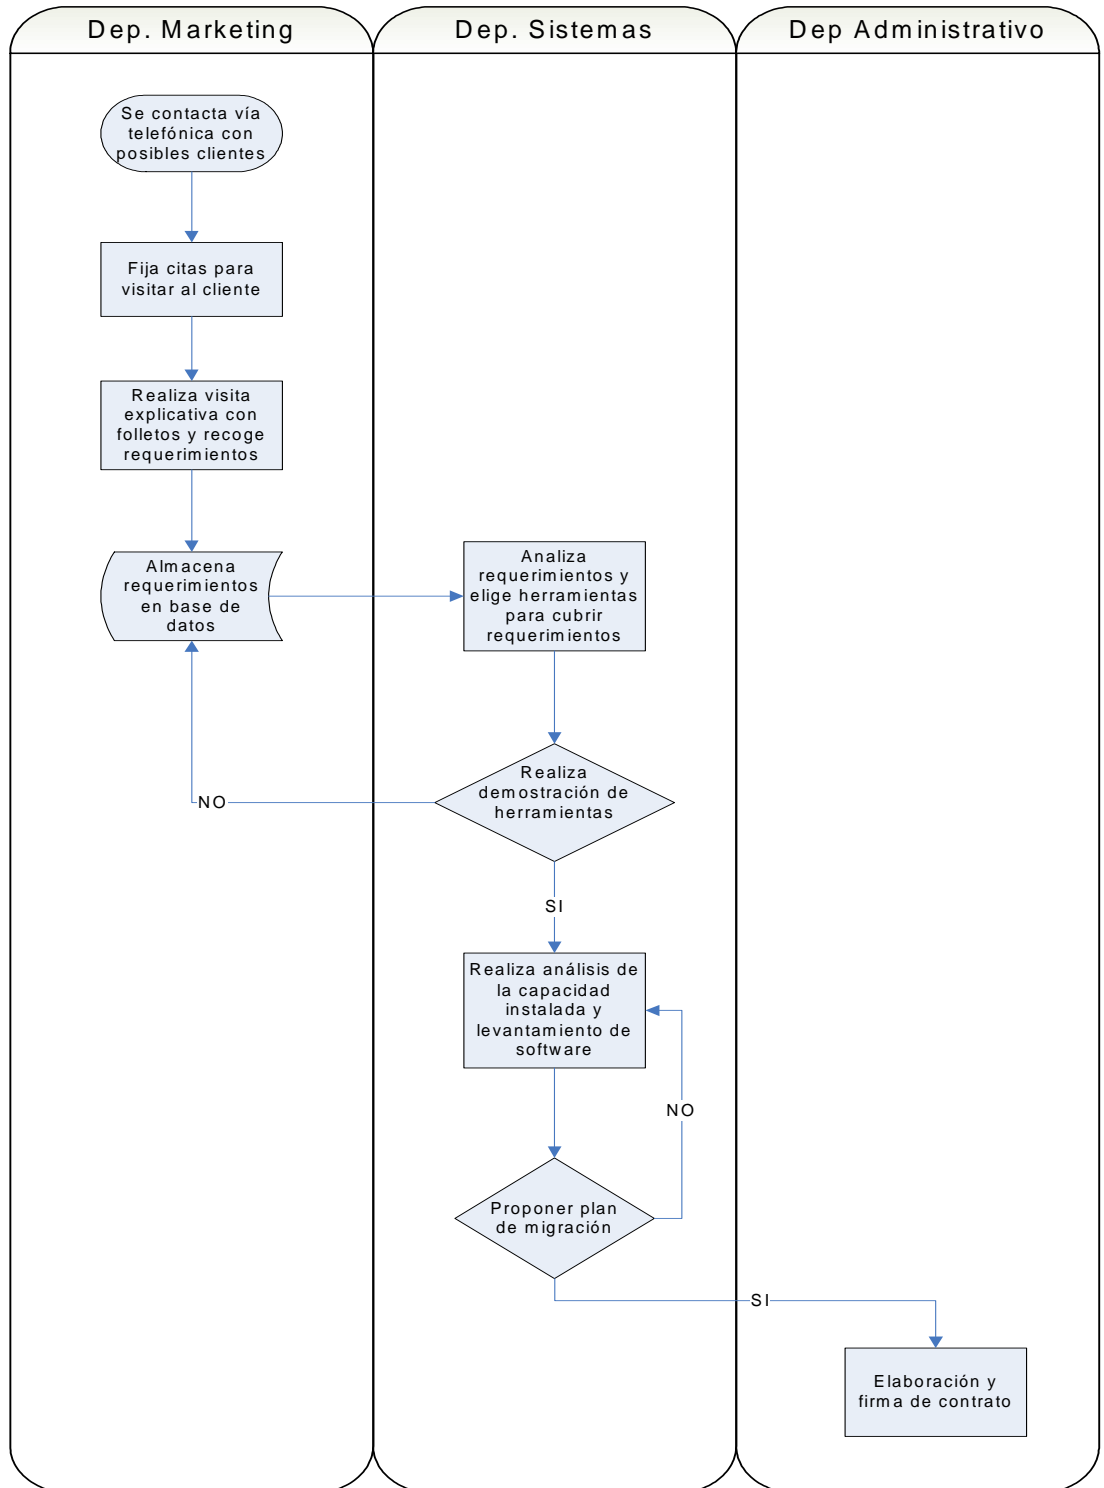 Dep. Marketing
Dep. Sistemas
Dep Administrativo
Se contacta vía
telefónica con
posibles clientes
Fija citas para
visitar al cliente
Realiza visita
explicativa con
folletos y recoge
requerimientos
Almacena
requerimientos
en base de
datos
Analiza
requerimientos y
elige herramientas
para cubrir
requerimientos
Realiza
demostración de
herramientas
NO
SI
Realiza análisis de
la capacidad
instalada y
levantamiento de
software
NO
Proponer plan
de migración
SI
Elaboración y
firma de contrato